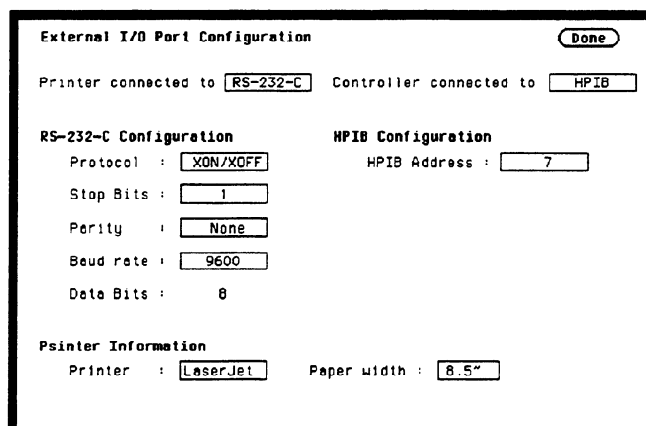 External I/O Port Configuration Done
Printer connected to RS-232-C Controller connected to HPIB
RS-232-C Configuration HPIB Configuration
Protocol : XON/XOFF HPIB Address : 7
Stop Bits : 1
Parity : None
Baud rate : 9600
Data Bits : 8
Psinter Information
Printer : LaserJet Paper width : 8.5"